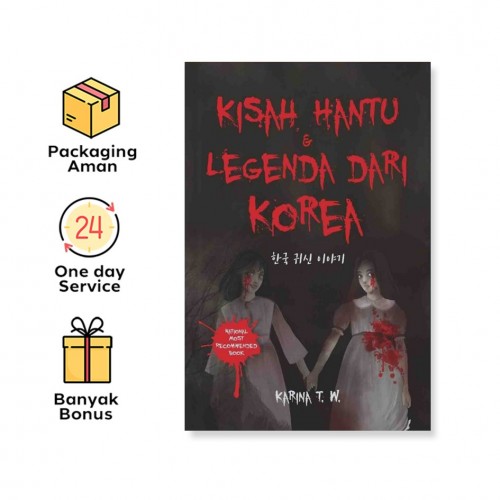 Packaging
Aman
24
One day
Service
Banyak
Bonus
KISAH HANTU
&
LEGENDA DARI
KOREA
한국 귀신 이야기
NATIONAL
MOST
RECOMMENDED
BOOK
KARINA T. W.